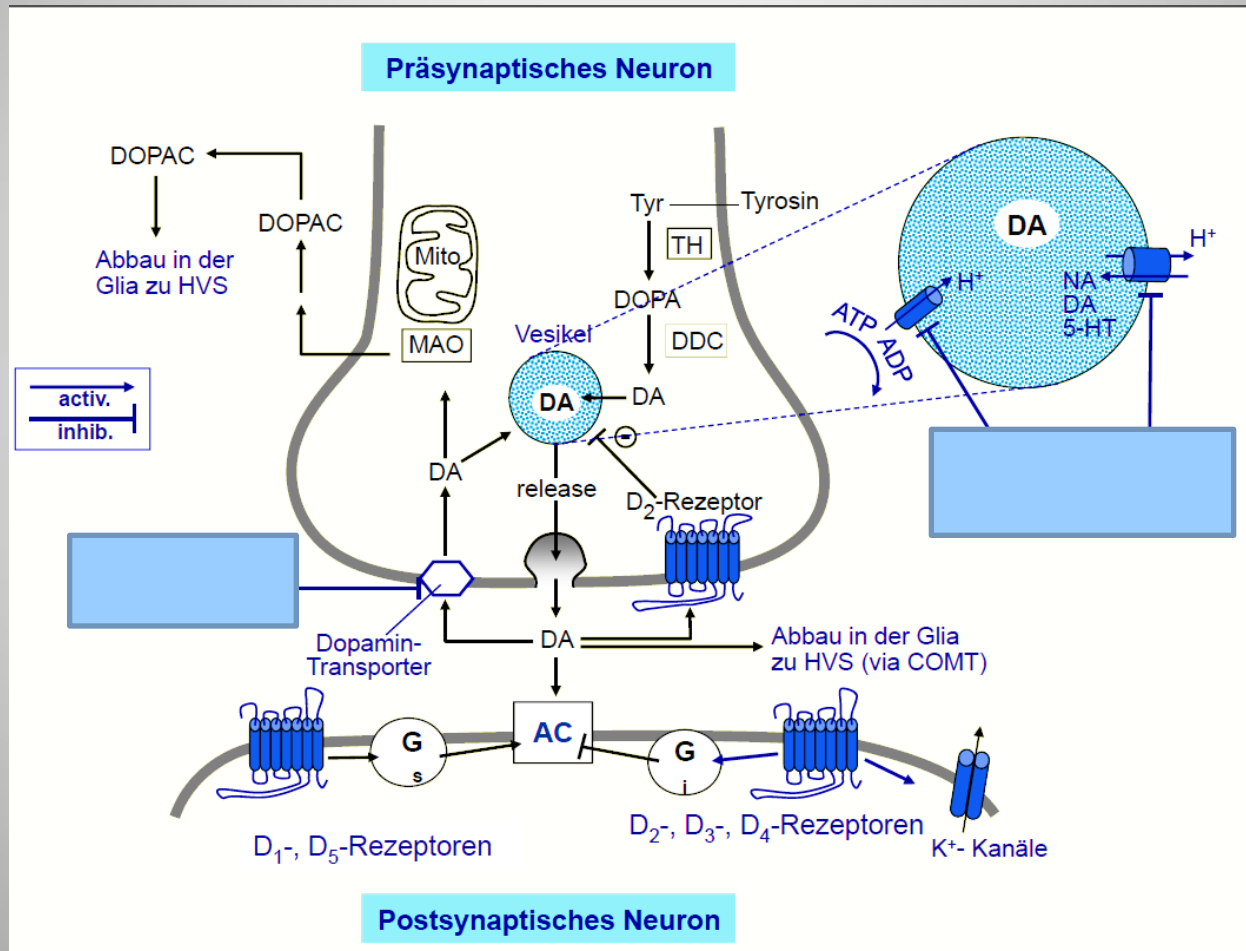 Präsynaptisches Neuron
DOPAC
DOPAC
Abbau in der
Glia zu HVS
Mito
MAO
Tyr
Tyrosin
TH
DOPA
DDC
DA
Vesikel
DA
DA
release
D₂-Rezeptor
-
activ.
inhib.
DA
H⁺
H⁺
NA
DA
5-HT
ATP
ADP
Dopamin-
Transporter
DA
Abbau in der Glia
zu HVS (via COMT)
G
s
AC
G
i
D₁-, D₅-Rezeptoren
D₂-, D₃-, D₄-Rezeptoren
K⁺- Kanäle
Postsynaptisches Neuron